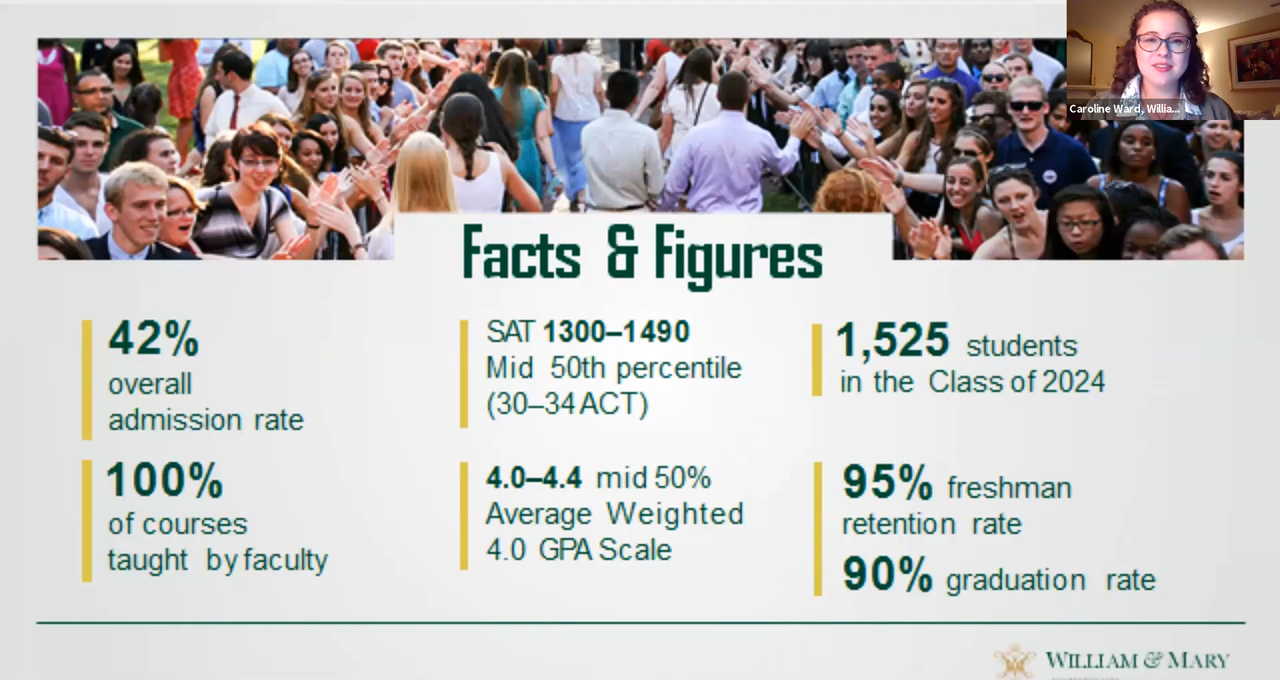 Caroline Ward, Willia...
Facts & Figures
42%
overall
admission rate
100%
of courses
taught by faculty
SAT 1300–1490
Mid 50th percentile
(30–34 ACT)
4.0–4.4 mid 50%
Average Weighted
4.0 GPA Scale
1,525 students
in the Class of 2024
95% freshman
retention rate
90% graduation rate
WILLIAM & MARY